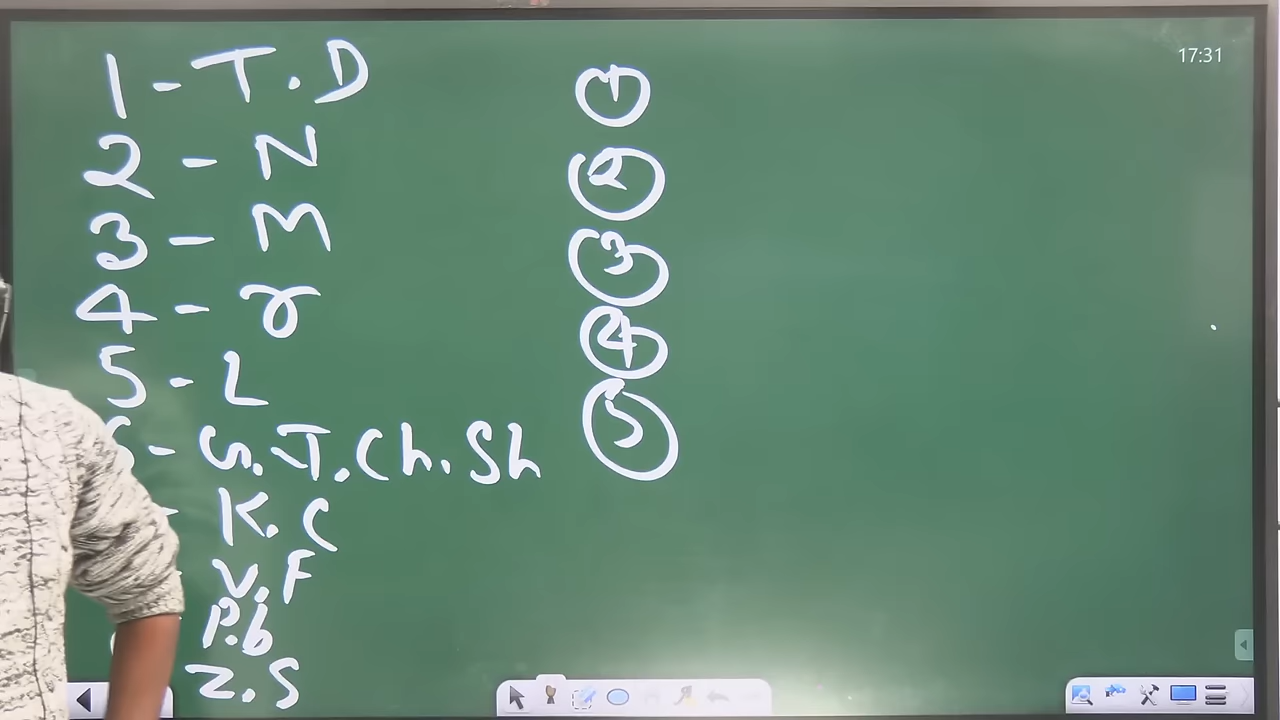 17:31
1 - T.D
2 - N
3 - M
4 - r
5 - L
- G.J.Ch.Sh
- K.C
V.F
P.b
Z.S
1
2
3
4
5